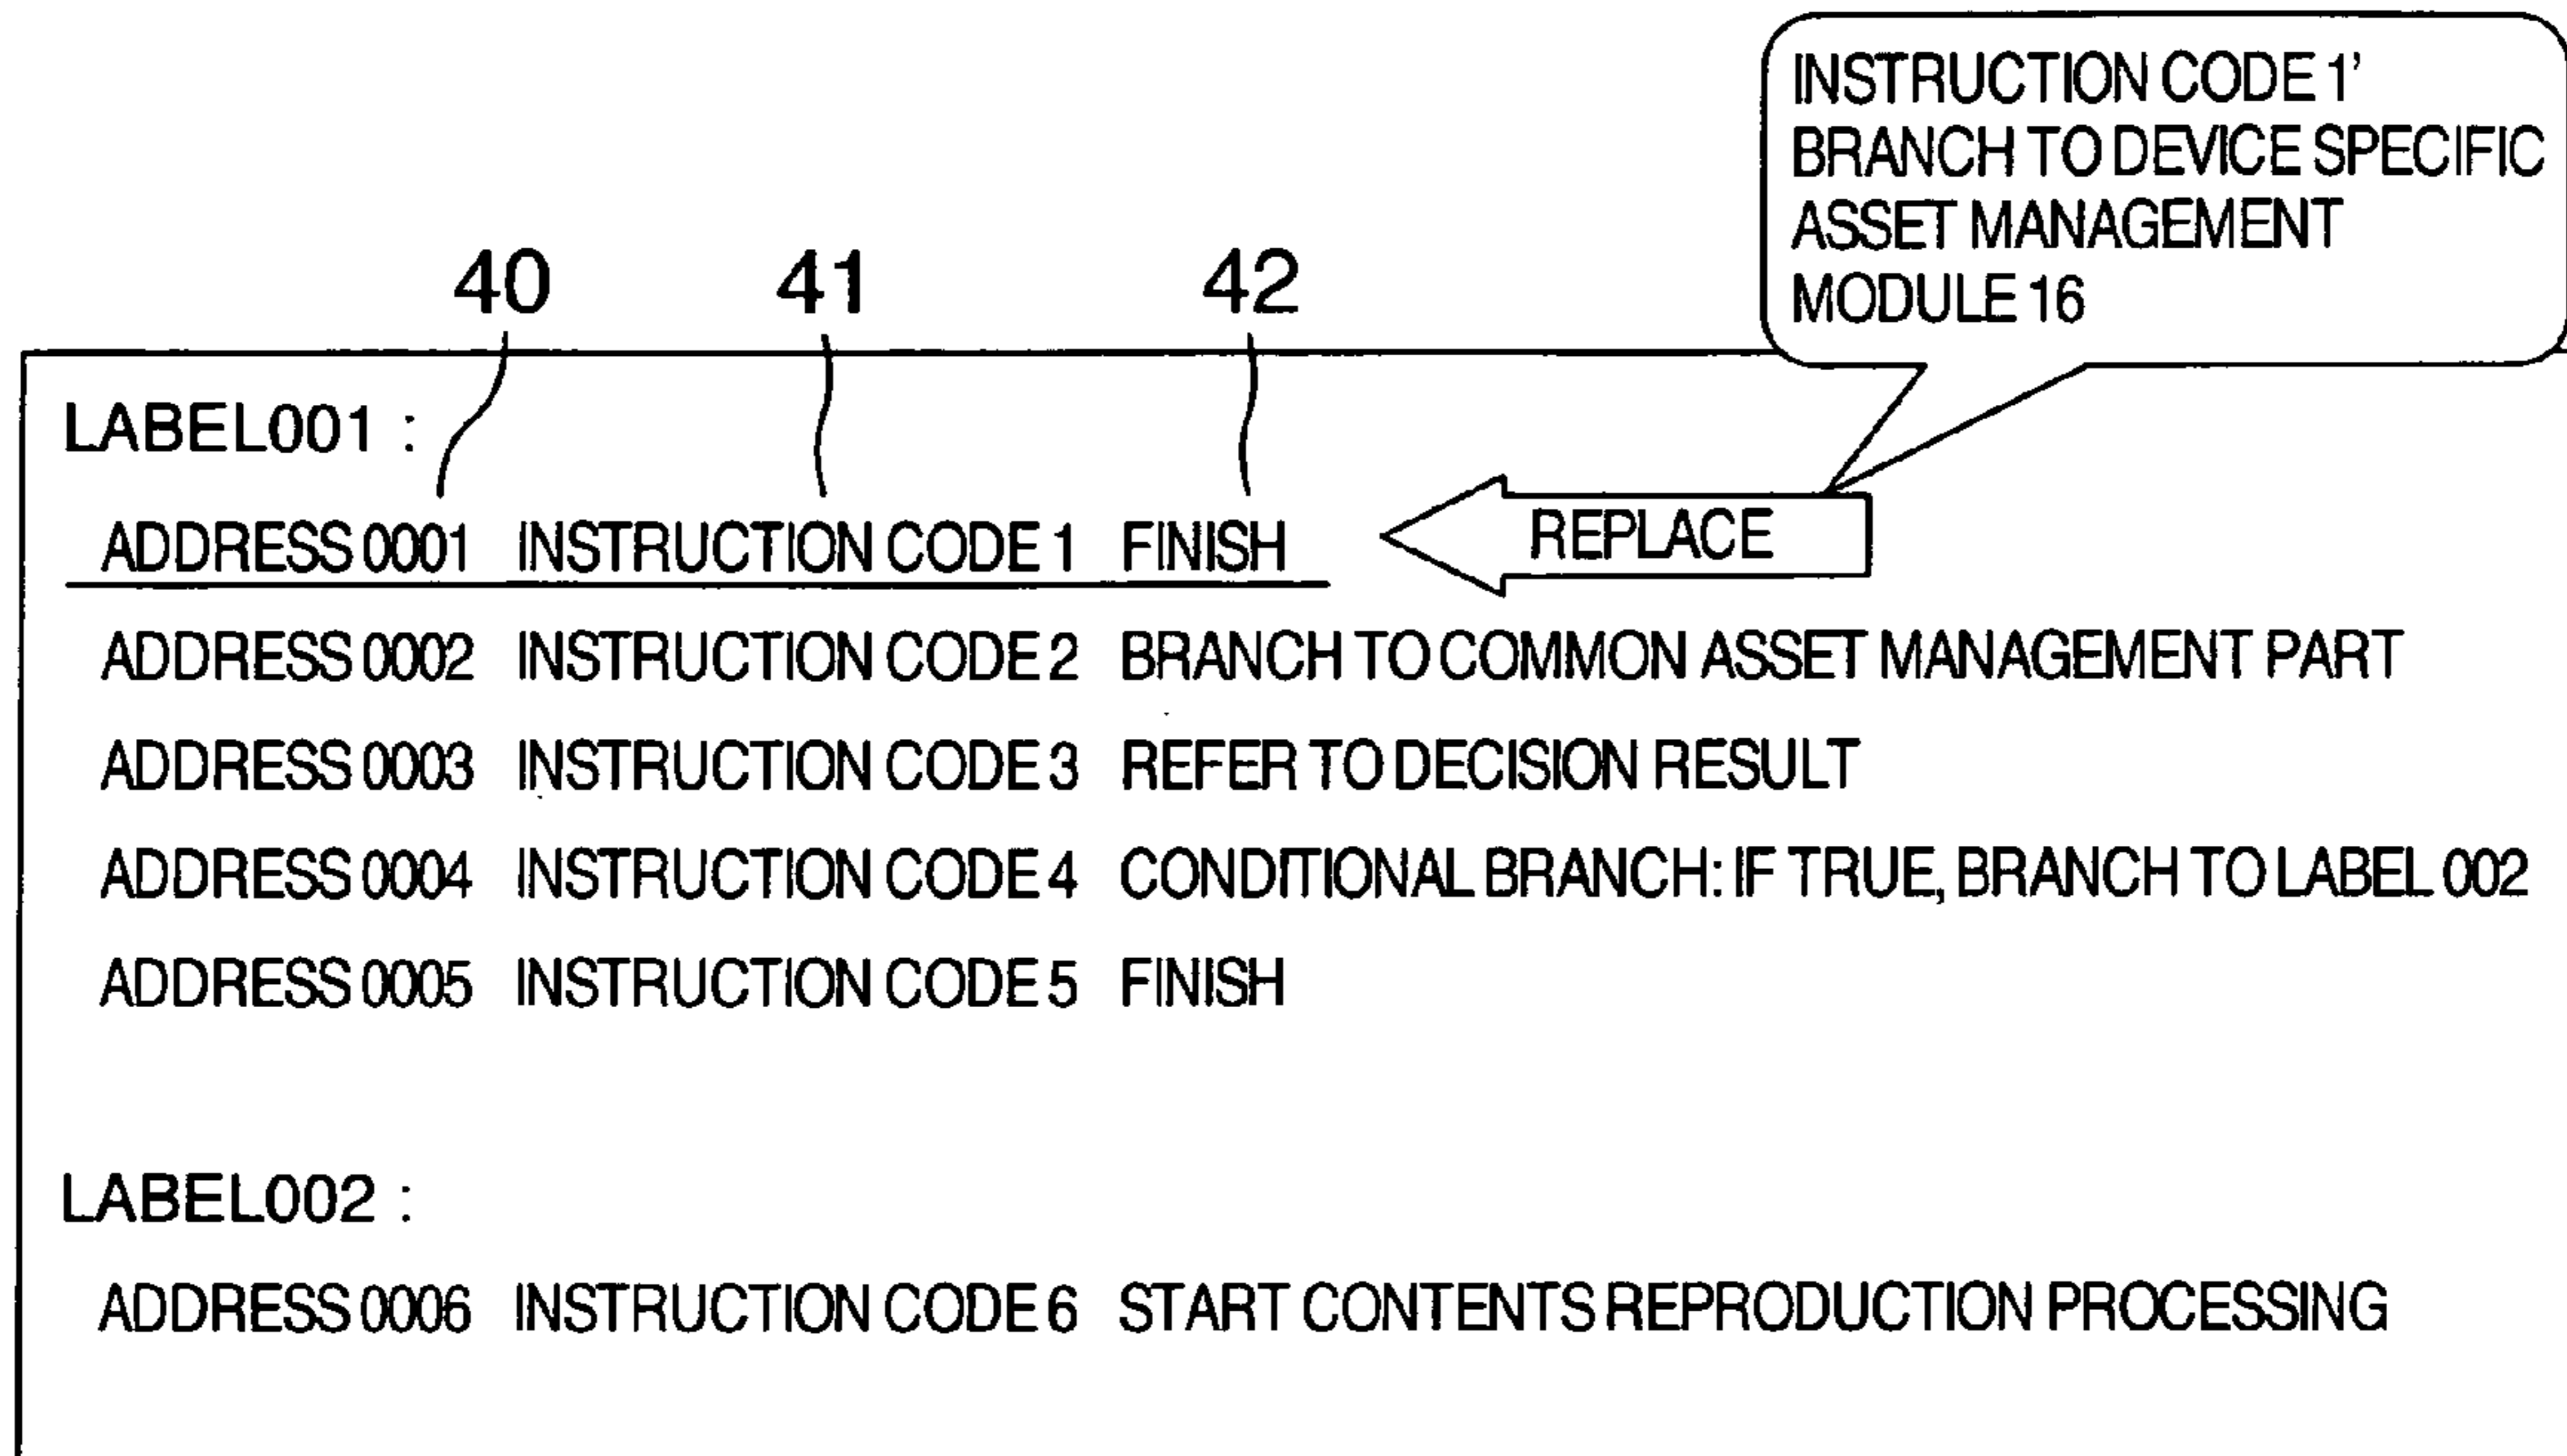 INSTRUCTION CODE 1'
BRANCH TO DEVICE SPECIFIC
ASSET MANAGEMENT
MODULE 16
40 41 42
LABEL001 :
ADDRESS 0001 INSTRUCTION CODE 1 FINISH
REPLACE
ADDRESS 0002 INSTRUCTION CODE 2 BRANCH TO COMMON ASSET MANAGEMENT PART
ADDRESS 0003 INSTRUCTION CODE 3 REFER TO DECISION RESULT
ADDRESS 0004 INSTRUCTION CODE 4 CONDITIONAL BRANCH: IF TRUE, BRANCH TO LABEL 002
ADDRESS 0005 INSTRUCTION CODE 5 FINISH
LABEL002 :
ADDRESS 0006 INSTRUCTION CODE 6 START CONTENTS REPRODUCTION PROCESSING